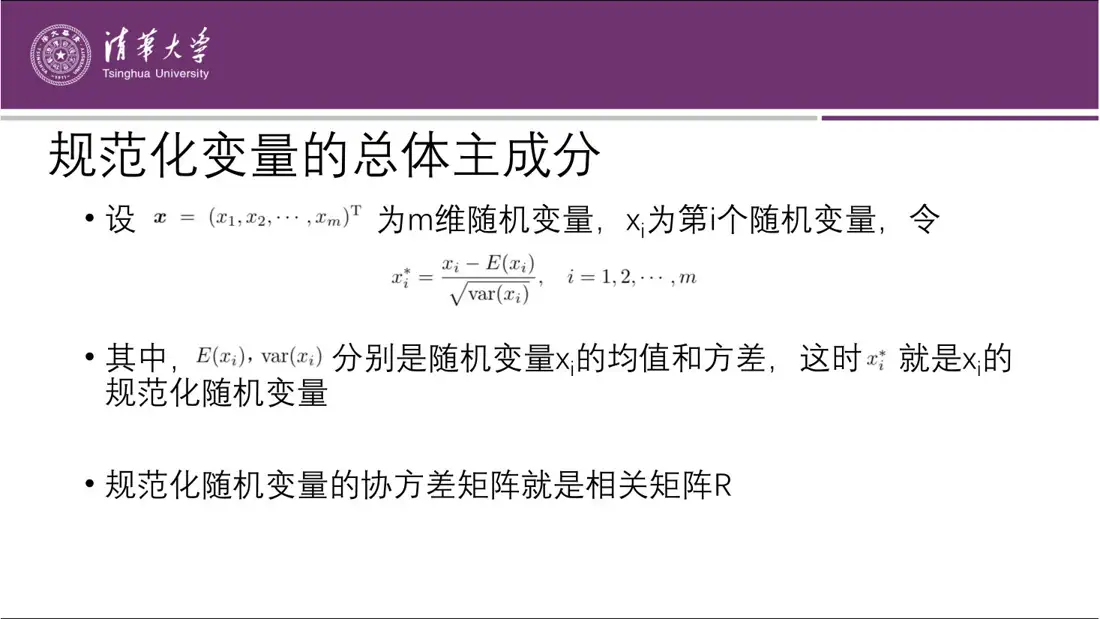 清华大学
Tsinghua University
规范化变量的总体主成分
• 设 x = (x₁, x₂, ⋯, xₘ)ᵀ 为m维随机变量，xᵢ为第i个随机变量，令
xᵢ* = (xᵢ − E(xᵢ)) / √var(xᵢ), i = 1, 2, ⋯, m
• 其中，E(xᵢ)，var(xᵢ) 分别是随机变量xᵢ的均值和方差，这时 xᵢ* 就是xᵢ的
规范化随机变量
• 规范化随机变量的协方差矩阵就是相关矩阵R